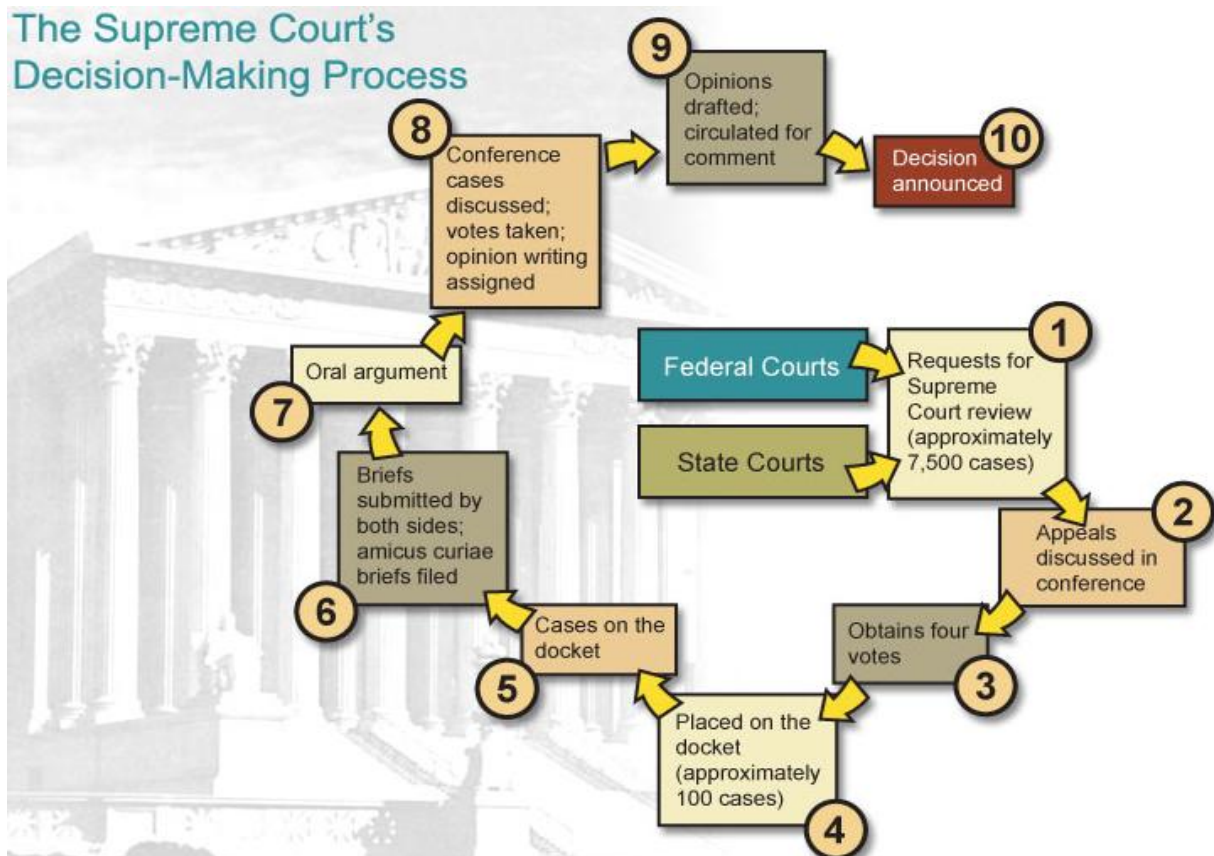 The Supreme Court's
Decision-Making Process
Federal Courts
State Courts
1
Requests for
Supreme
Court review
(approximately
7,500 cases)
2
Appeals
discussed in
conference
3
Obtains four
votes
4
Placed on the
docket
(approximately
100 cases)
5
Cases on the
docket
6
Briefs
submitted by
both sides;
amicus curiae
briefs filed
7
Oral argument
8
Conference
cases
discussed;
votes taken;
opinion writing
assigned
9
Opinions
drafted;
circulated for
comment
10
Decision
announced